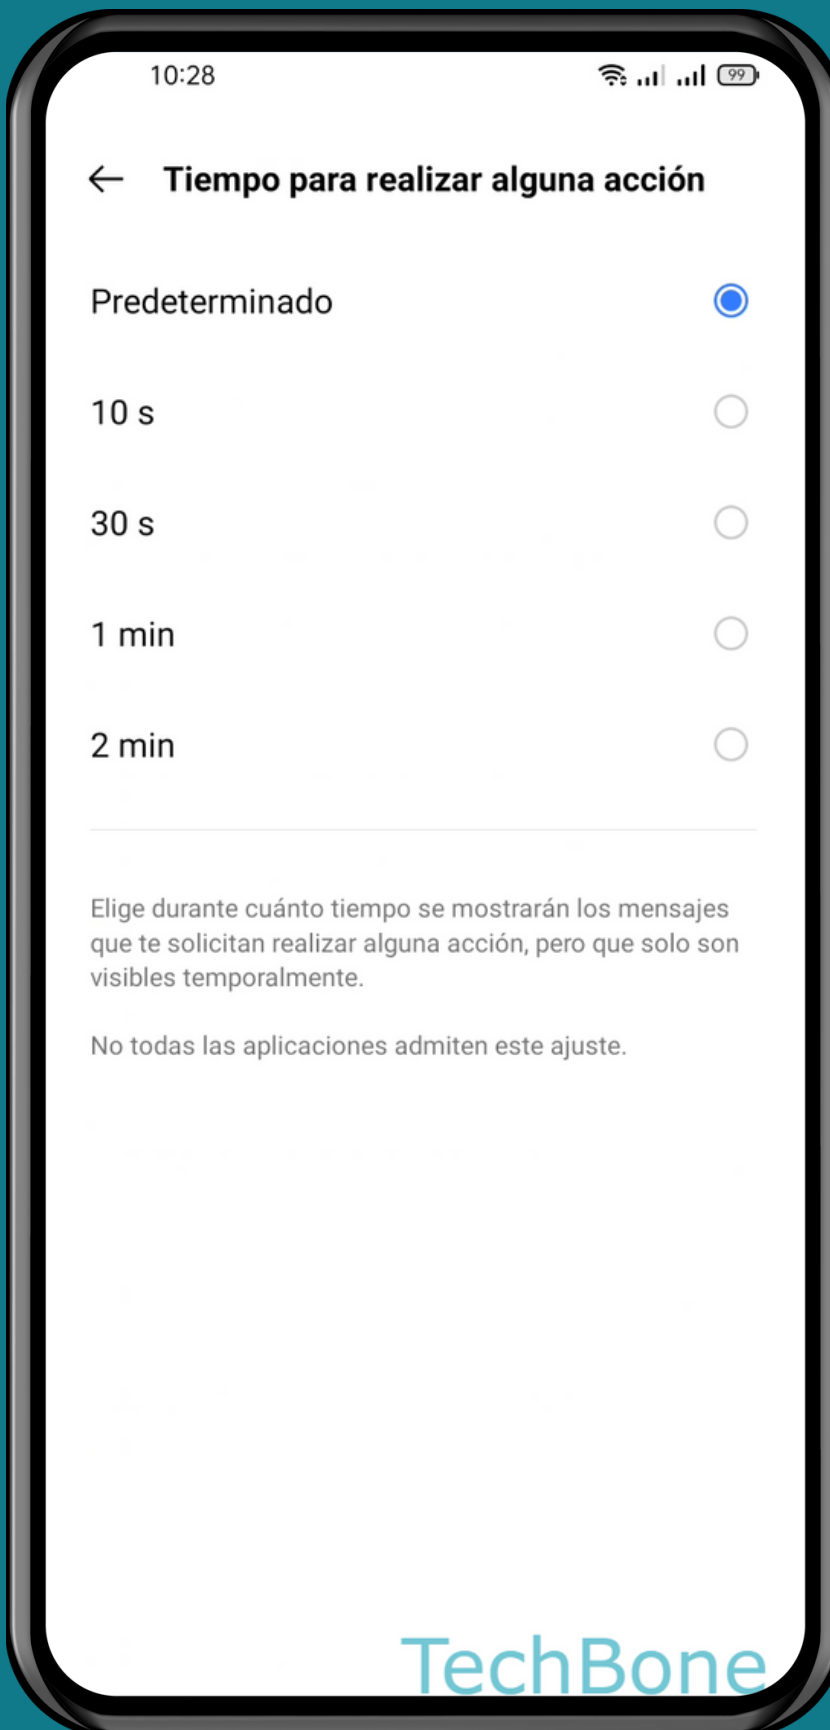 10:28
99
Tiempo para realizar alguna acción
Predeterminado
10 s
30 s
1 min
2 min
Elige durante cuánto tiempo se mostrarán los mensajes
que te solicitan realizar alguna acción, pero que solo son
visibles temporalmente.
No todas las aplicaciones admiten este ajuste.
TechBone